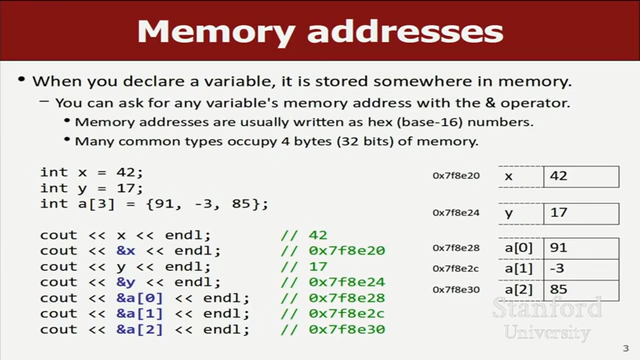 Memory addresses
• When you declare a variable, it is stored somewhere in memory.
– You can ask for any variable's memory address with the & operator.
• Memory addresses are usually written as hex (base-16) numbers.
• Many common types occupy 4 bytes (32 bits) of memory.
int x = 42;
int y = 17;
int a[3] = {91, -3, 85};
cout << x << endl; // 42
cout << &x << endl; // 0x7f8e20
cout << y << endl; // 17
cout << &y << endl; // 0x7f8e24
cout << &a[0] << endl; // 0x7f8e28
cout << &a[1] << endl; // 0x7f8e2c
cout << &a[2] << endl; // 0x7f8e30
0x7f8e20 x 42
0x7f8e24 y 17
0x7f8e28 a[0] 91
0x7f8e2c a[1] -3
0x7f8e30 a[2] 85
Stanford
University
3